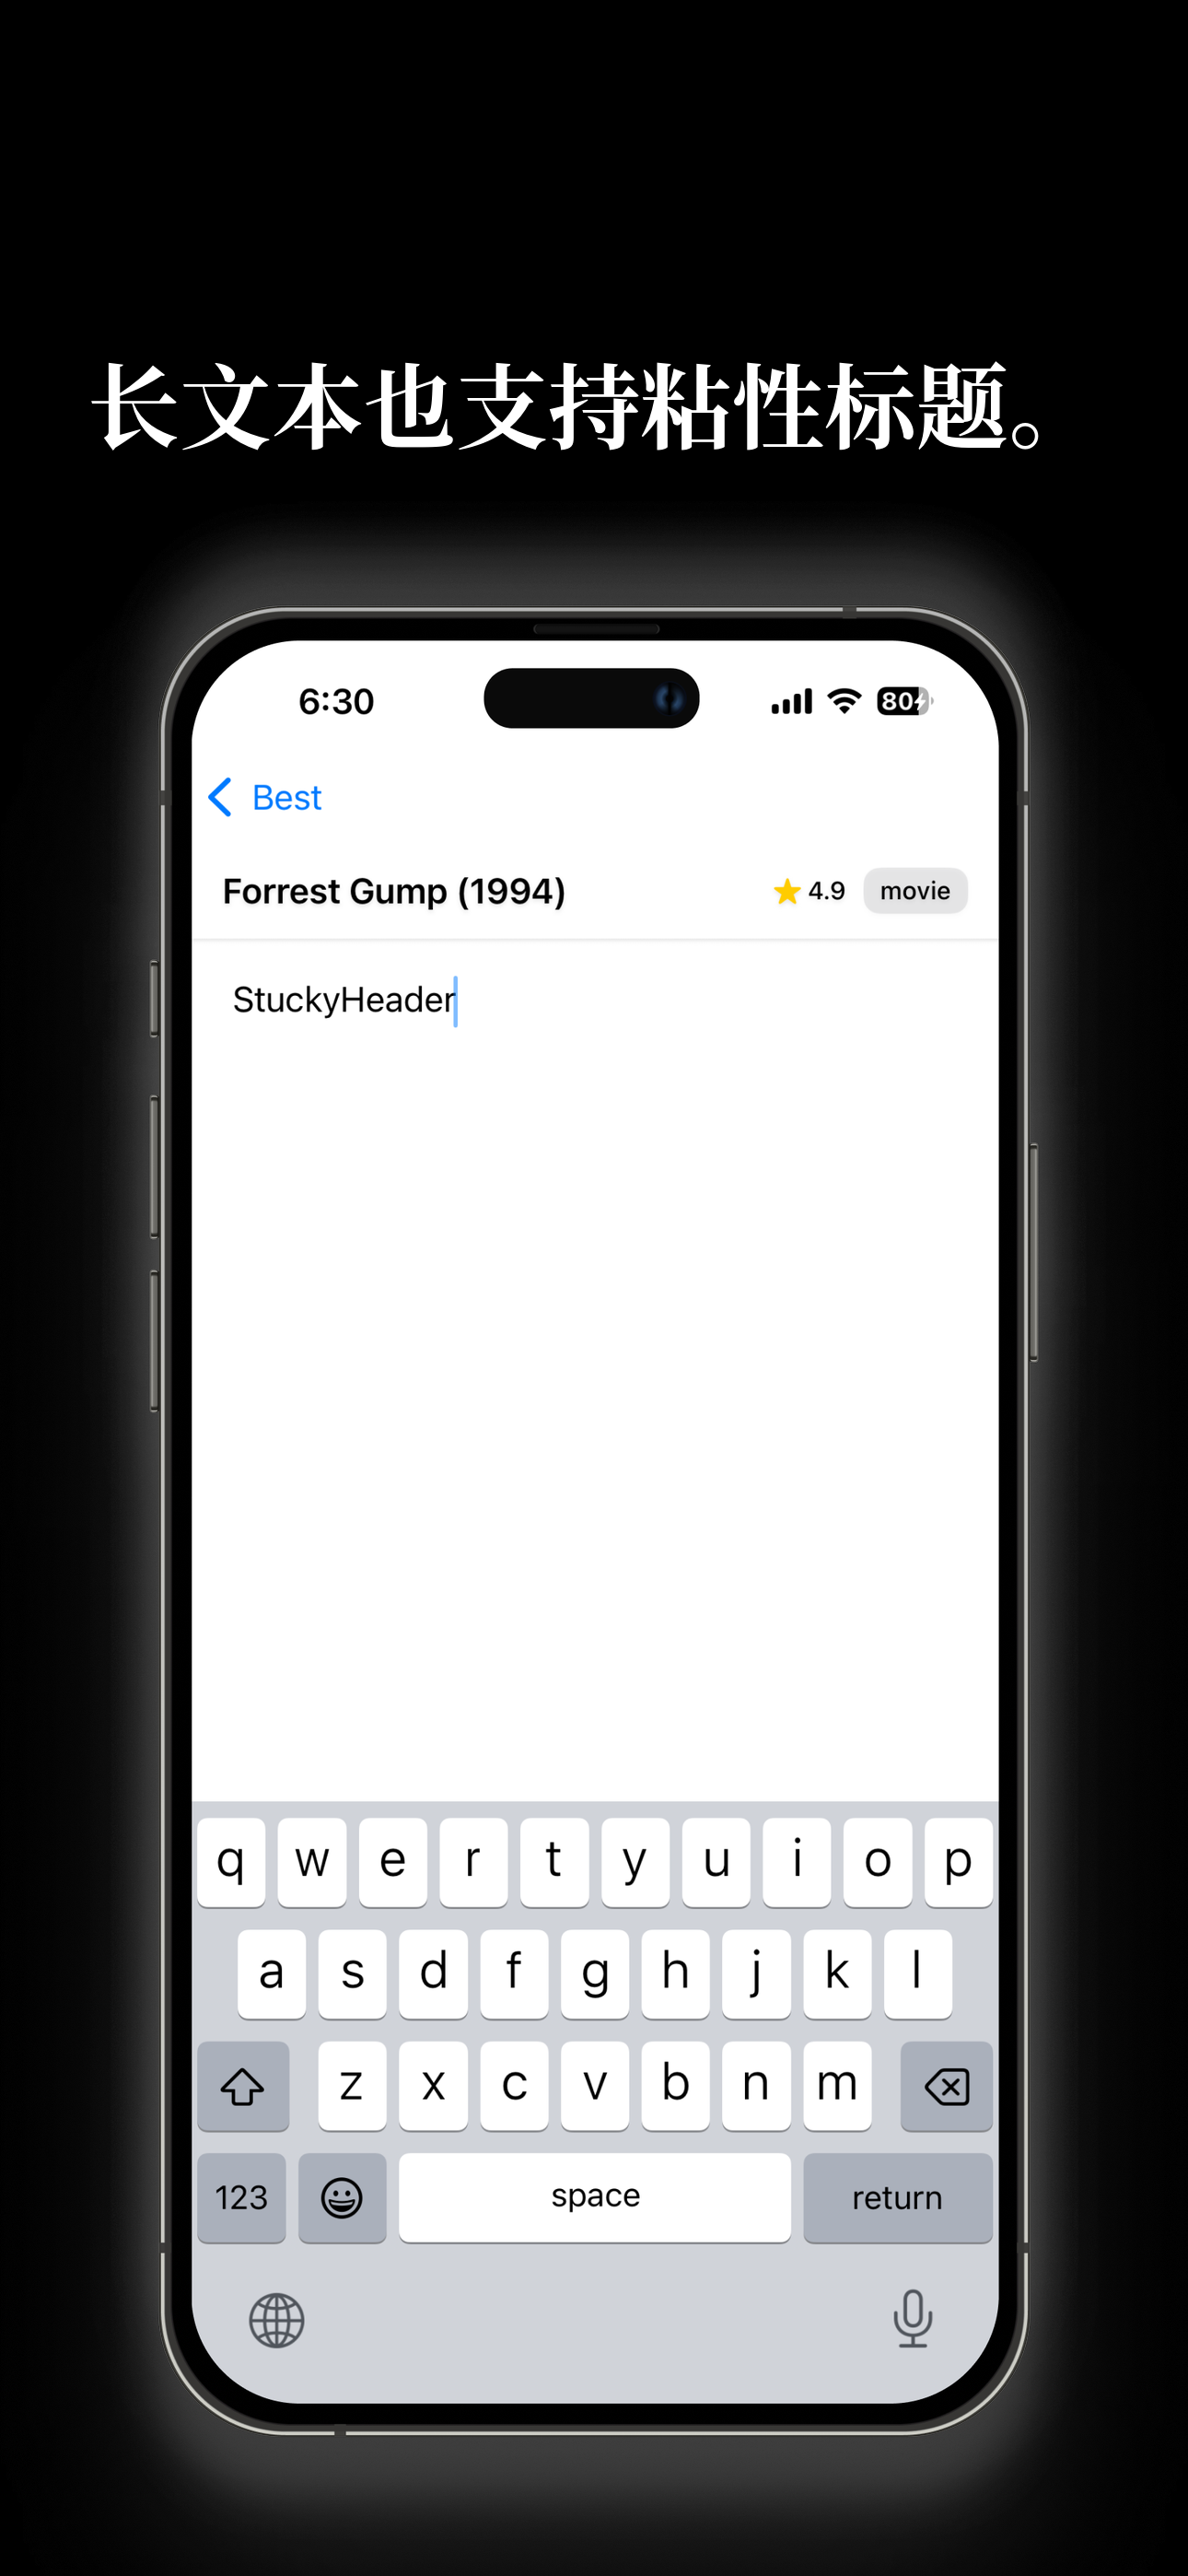 长文本也支持粘性标题。
6:30 80
Best
Forrest Gump (1994) 4.9 movie
StuckyHeader
q w e r t y u i o p
a s d f g h j k l
z x c v b n m
123 space return